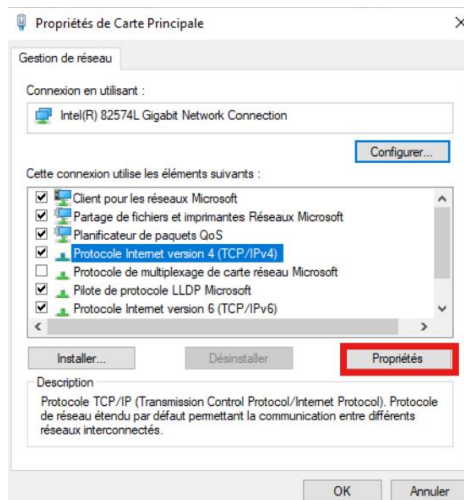 Propriétés de Carte Principale
Gestion de réseau
Connexion en utilisant :
Intel(R) 82574L Gigabit Network Connection
Configurer...
Cette connexion utilise les éléments suivants :
Client pour les réseaux Microsoft
Partage de fichiers et imprimantes Réseaux Microsoft
Planificateur de paquets QoS
Protocole Internet version 4 (TCP/IPv4)
Protocole de multiplexage de carte réseau Microsoft
Pilote de protocole LLDP Microsoft
Protocole Internet version 6 (TCP/IPv6)
Installer... Désinstaller Propriétés
Description
Protocole TCP/IP (Transmission Control Protocol/Internet Protocol). Protocole
de réseau étendu par défaut permettant la communication entre différents
réseaux interconnectés.
OK Annuler